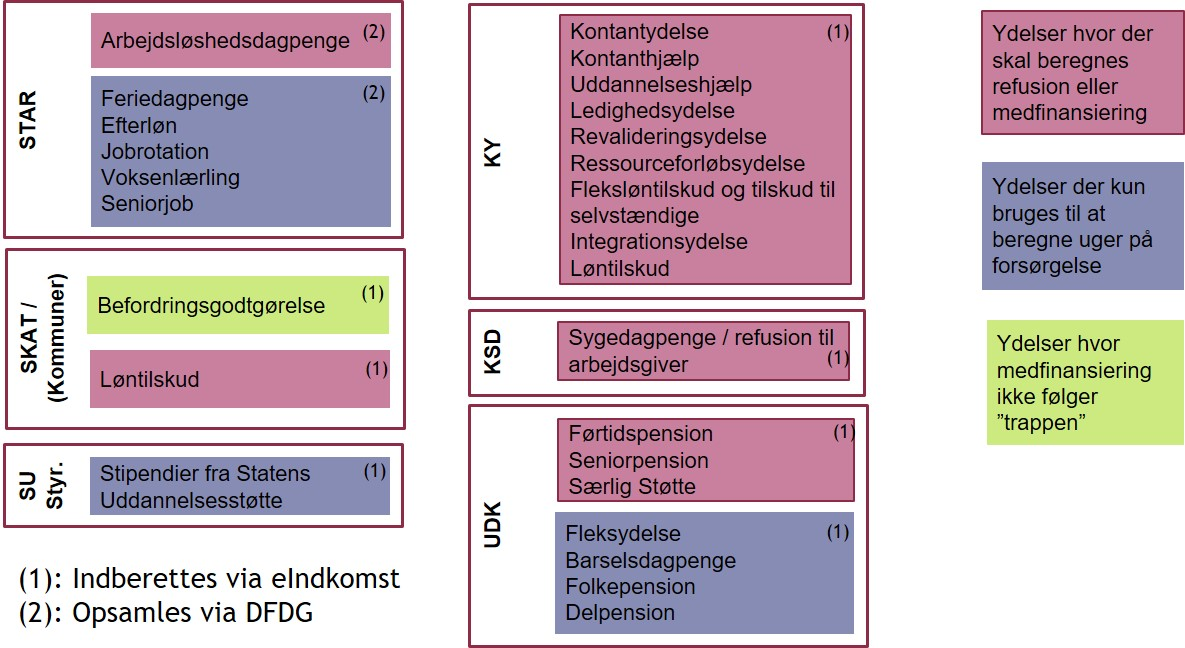 STAR
Arbejdsløshedsdagpenge (2)
Feriedagpenge (2)
Efterløn
Jobrotation
Voksenlærling
Seniorjob
SKAT /
(Kommuner)
Befordringsgodtgørelse (1)
Løntilskud (1)
SU
Styr.
Stipendier fra Statens (1)
Uddannelsesstøtte
(1): Indberettes via eIndkomst
(2): Opsamles via DFDG
KY
Kontantydelse (1)
Kontanthjælp
Uddannelseshjælp
Ledighedsydelse
Revalideringsydelse
Ressourceforløbsydelse
Fleksløntilskud og tilskud til
selvstændige
Integrationsydelse
Løntilskud
KSD
Sygedagpenge / refusion til
arbejdsgiver (1)
UDK
Førtidspension (1)
Seniorpension
Særlig Støtte
Fleksydelse (1)
Barselsdagpenge
Folkepension
Delpension
Ydelser hvor der
skal beregnes
refusion eller
medfinansiering
Ydelser der kun
bruges til at
beregne uger på
forsørgelse
Ydelser hvor
medfinansiering
ikke følger
”trappen”